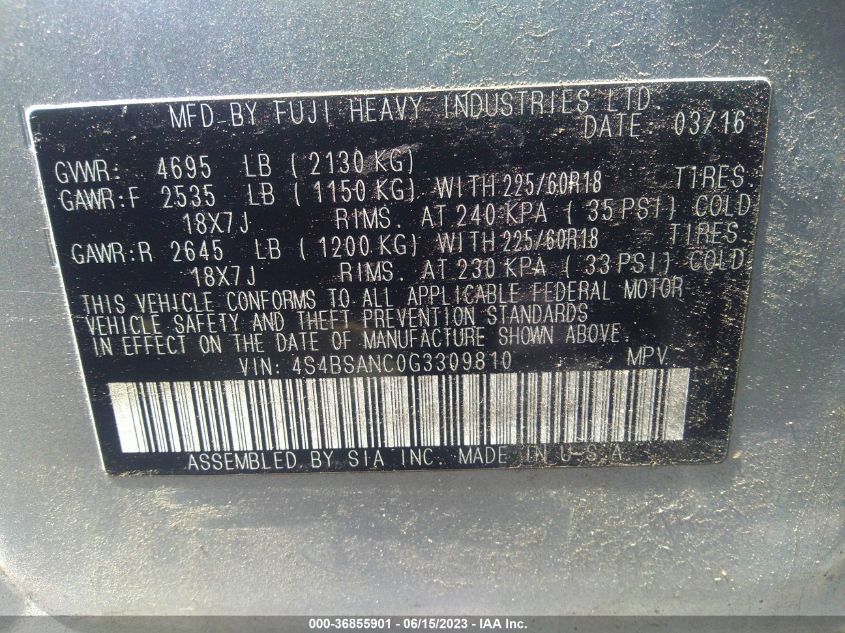 MFD. BY FUJI HEAVY INDUSTRIES LTD.
DATE: 03/16
GVWR: 4695 LB ( 2130 KG)
GAWR:F 2535 LB ( 1150 KG) WITH 225/60R18 TIRES.
18X7J RIMS. AT 240 KPA ( 35 PSI) COLD
GAWR:R 2645 LB ( 1200 KG) WITH 225/60R18 TIRES.
18X7J RIMS. AT 230 KPA ( 33 PSI) COLD
THIS VEHICLE CONFORMS TO ALL APPLICABLE FEDERAL MOTOR
VEHICLE SAFETY AND THEFT PREVENTION STANDARDS
IN EFFECT ON THE DATE OF MANUFACTURE SHOWN ABOVE.
VIN: 4S4BSANC0G3309810 MPV
ASSEMBLED BY SIA INC. MADE IN U-S-A
000-36855901 - 06/15/2023 - IAA Inc.